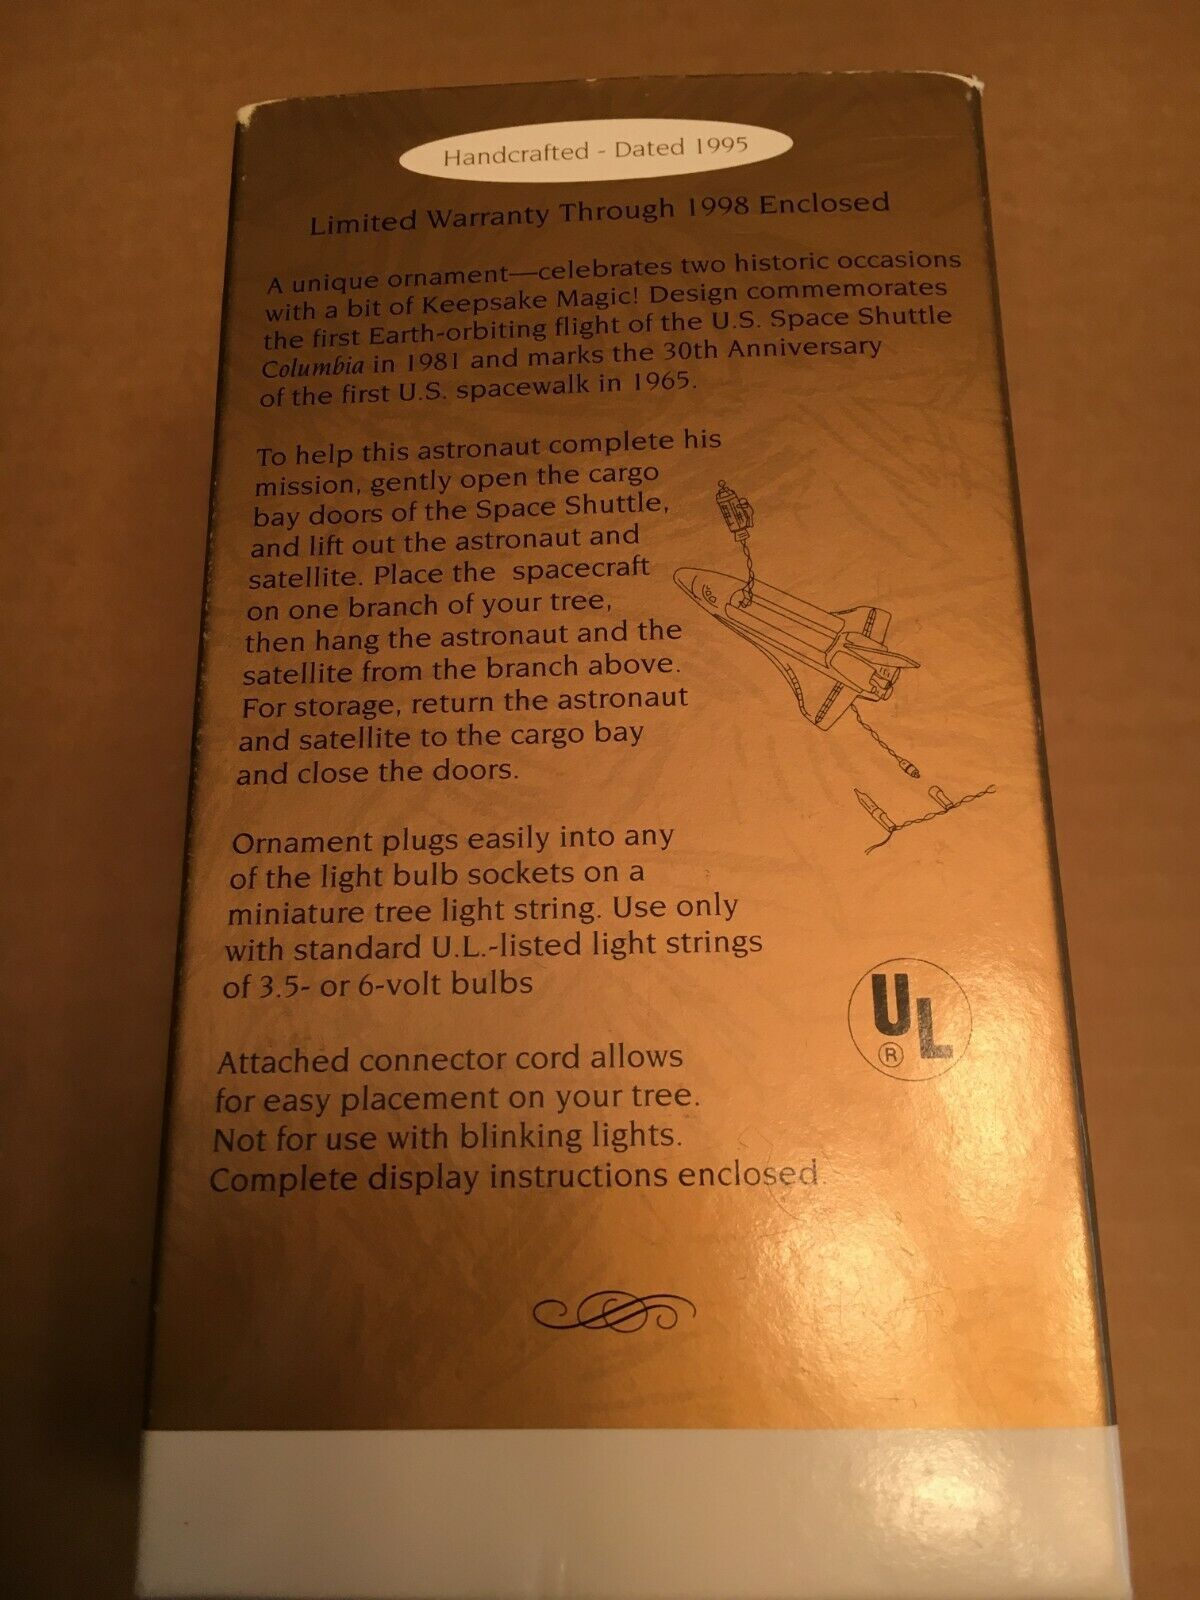 Handcrafted - Dated 1995
Limited Warranty Through 1998 Enclosed
A unique ornament—celebrates two historic occasions
with a bit of Keepsake Magic! Design commemorates
the first Earth-orbiting flight of the U.S. Space Shuttle
Columbia in 1981 and marks the 30th Anniversary
of the first U.S. spacewalk in 1965.
To help this astronaut complete his
mission, gently open the cargo
bay doors of the Space Shuttle,
and lift out the astronaut and
satellite. Place the spacecraft
on one branch of your tree,
then hang the astronaut and the
satellite from the branch above.
For storage, return the astronaut
and satellite to the cargo bay
and close the doors.
Ornament plugs easily into any
of the light bulb sockets on a
miniature tree light string. Use only
with standard U.L.-listed light strings
of 3.5- or 6-volt bulbs
UL
®
Attached connector cord allows
for easy placement on your tree.
Not for use with blinking lights.
Complete display instructions enclosed.